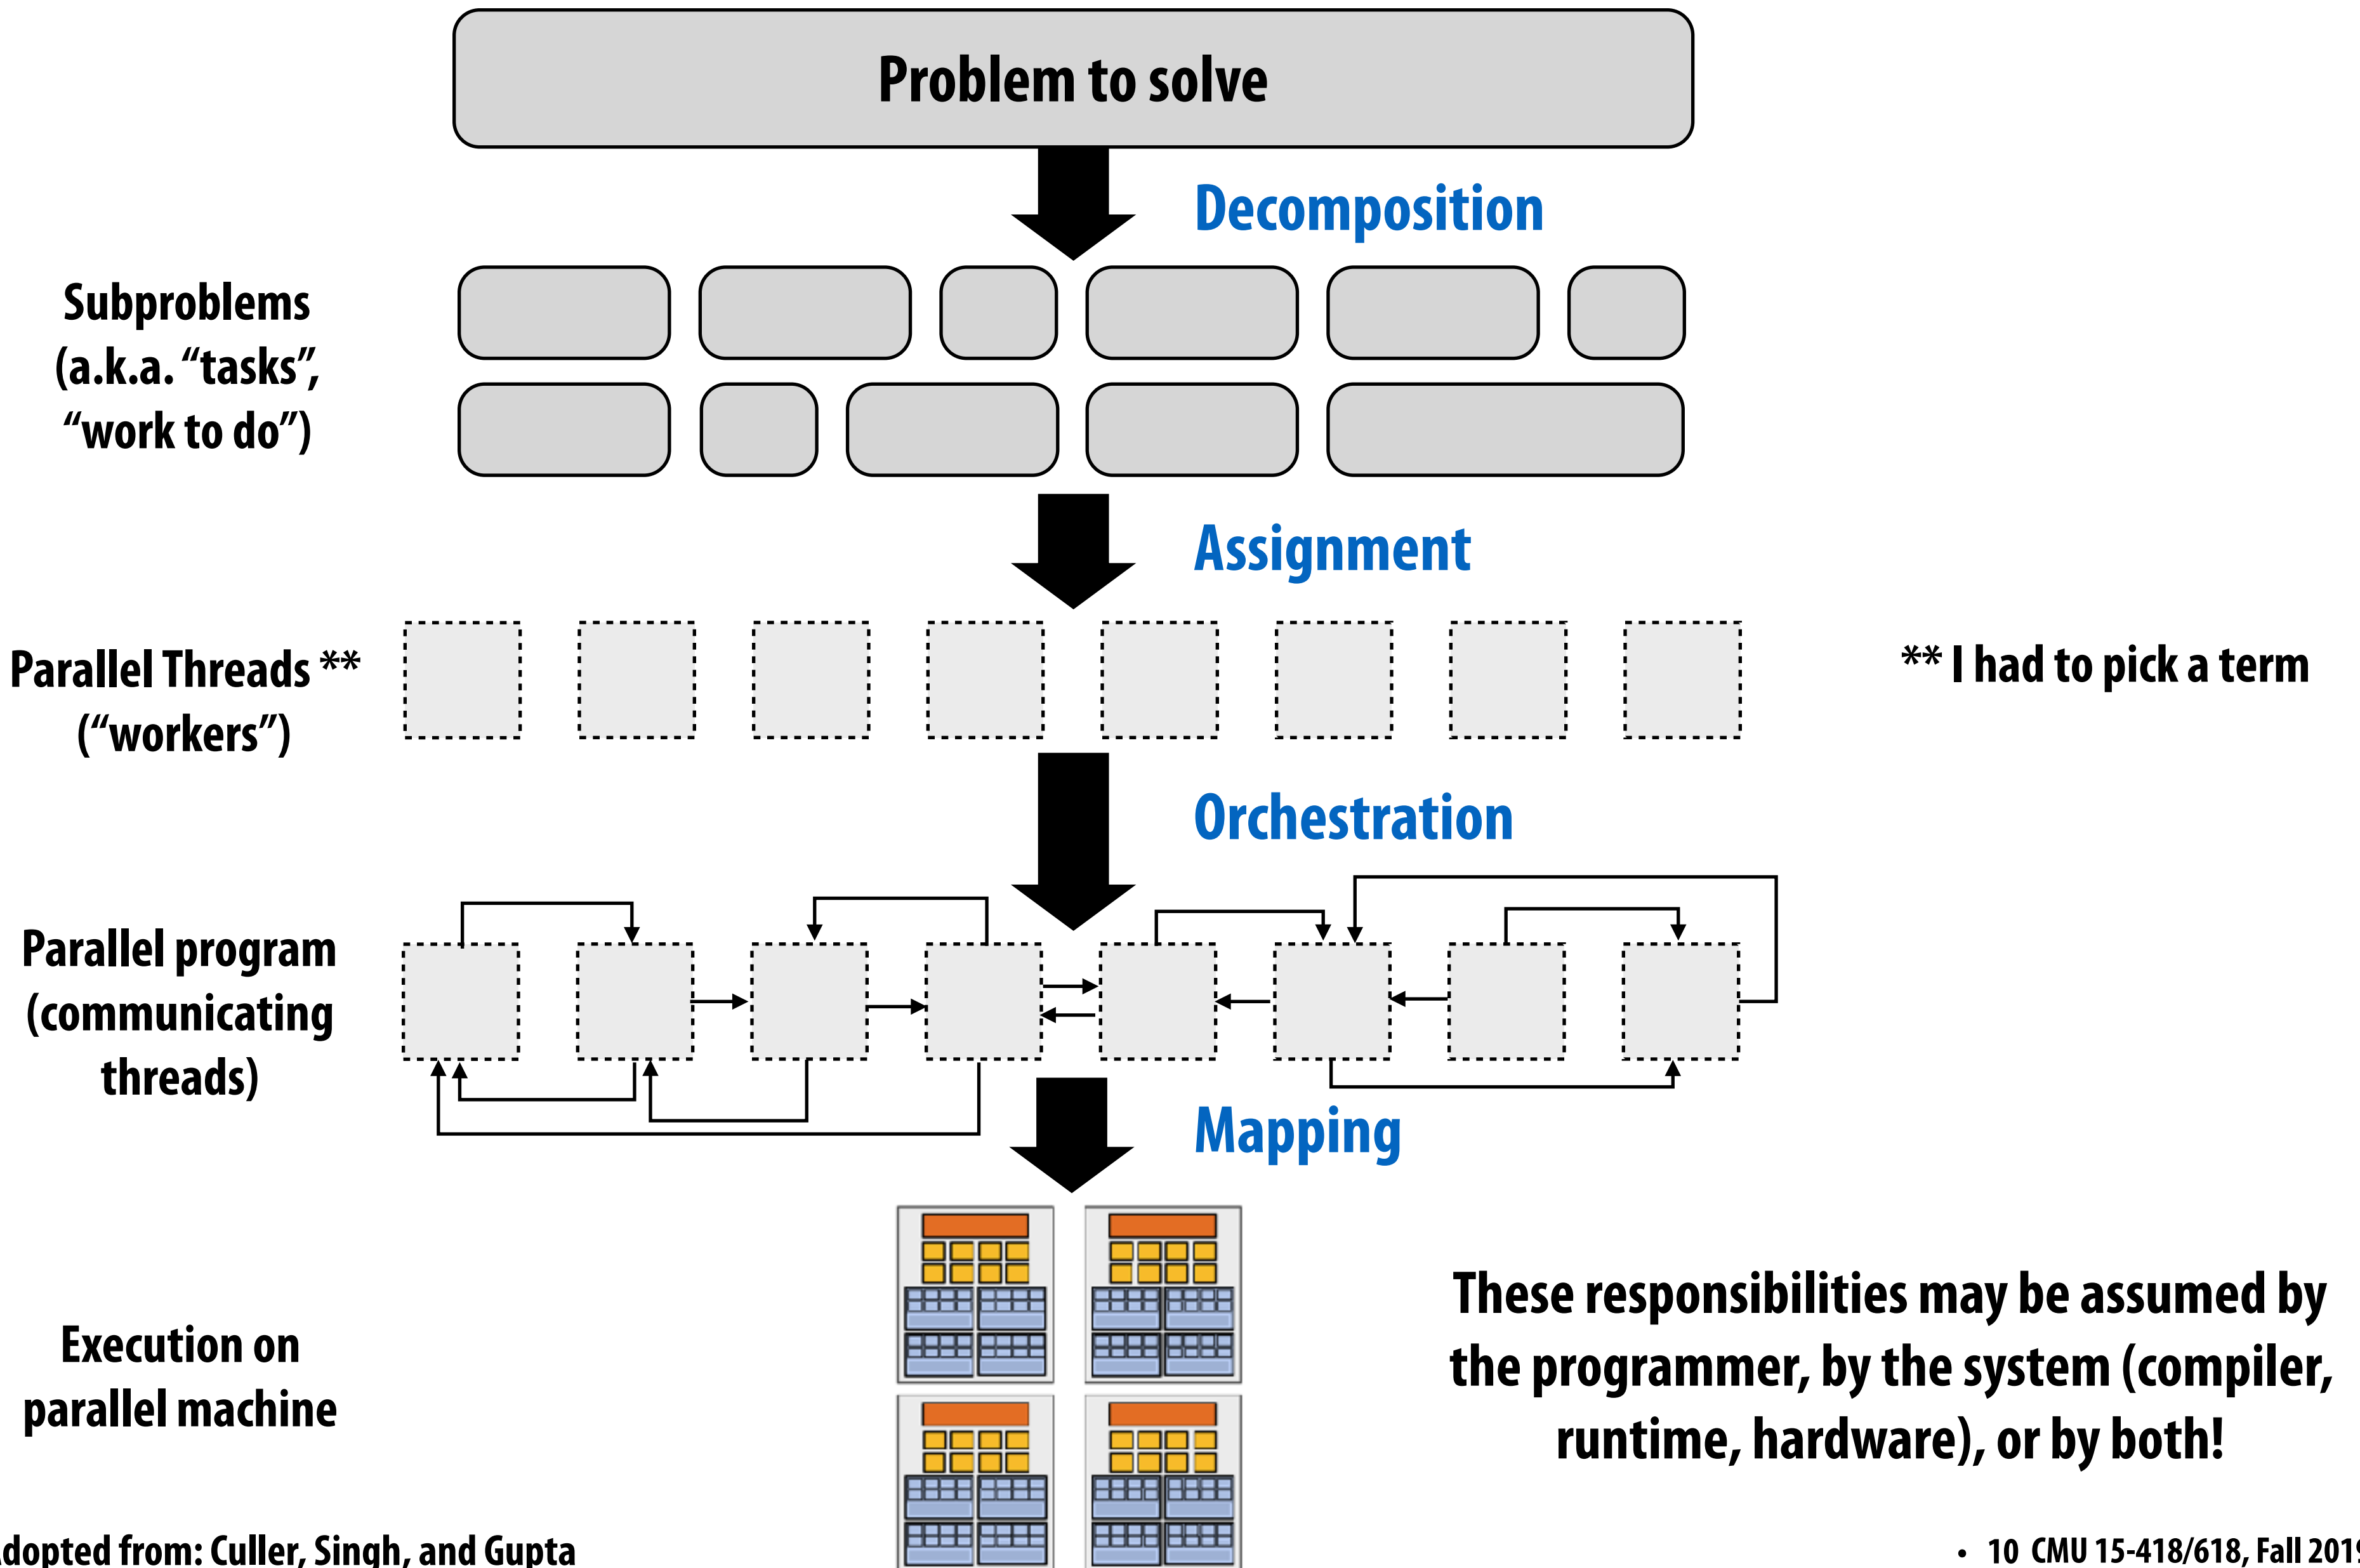 Problem to solve
Decomposition
Subproblems
(a.k.a. “tasks”,
“work to do”)
Assignment
Parallel Threads **
(“workers”)
** I had to pick a term
Orchestration
Parallel program
(communicating
threads)
Mapping
Execution on
parallel machine
These responsibilities may be assumed by
the programmer, by the system (compiler,
runtime, hardware), or by both!
dopted from: Culler, Singh, and Gupta
• 10 CMU 15-418/618, Fall 2019